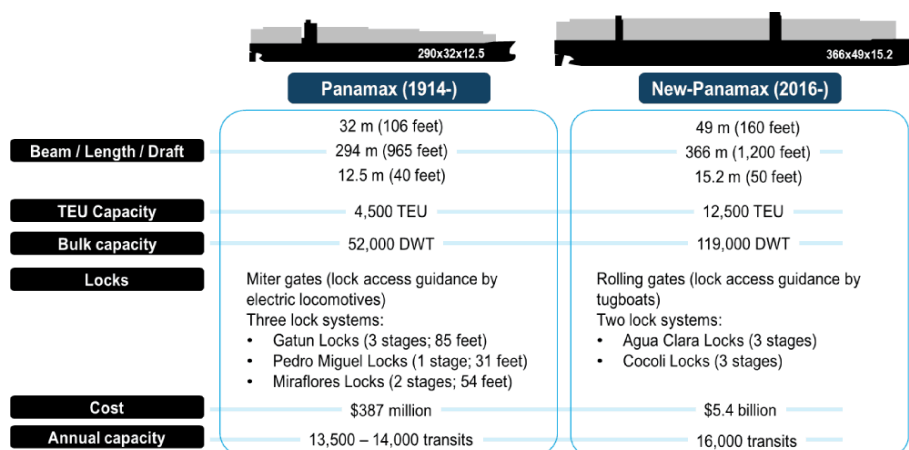 290x32x12.5
366x49x15.2
Panamax (1914-)
New-Panamax (2016-)
Beam / Length / Draft
32 m (106 feet)
294 m (965 feet)
12.5 m (40 feet)
49 m (160 feet)
366 m (1,200 feet)
15.2 m (50 feet)
TEU Capacity
4,500 TEU
12,500 TEU
Bulk capacity
52,000 DWT
119,000 DWT
Locks
Miter gates (lock access guidance by
electric locomotives)
Three lock systems:
• Gatun Locks (3 stages; 85 feet)
• Pedro Miguel Locks (1 stage; 31 feet)
• Miraflores Locks (2 stages; 54 feet)
Rolling gates (lock access guidance by
tugboats)
Two lock systems:
• Agua Clara Locks (3 stages)
• Cocoli Locks (3 stages)
Cost
$387 million
$5.4 billion
Annual capacity
13,500 – 14,000 transits
16,000 transits